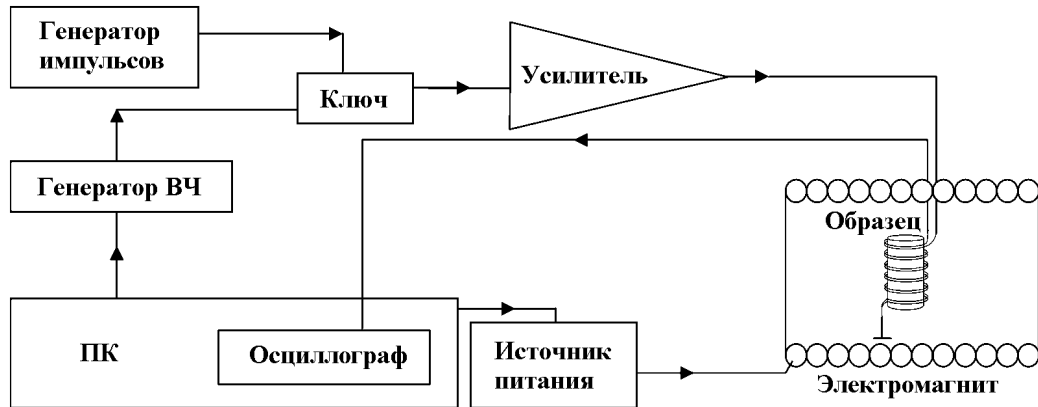 Генератор
импульсов
Ключ
Усилитель
Генератор ВЧ
Образец
ПК
Осциллограф
Источник
питания
Электромагнит